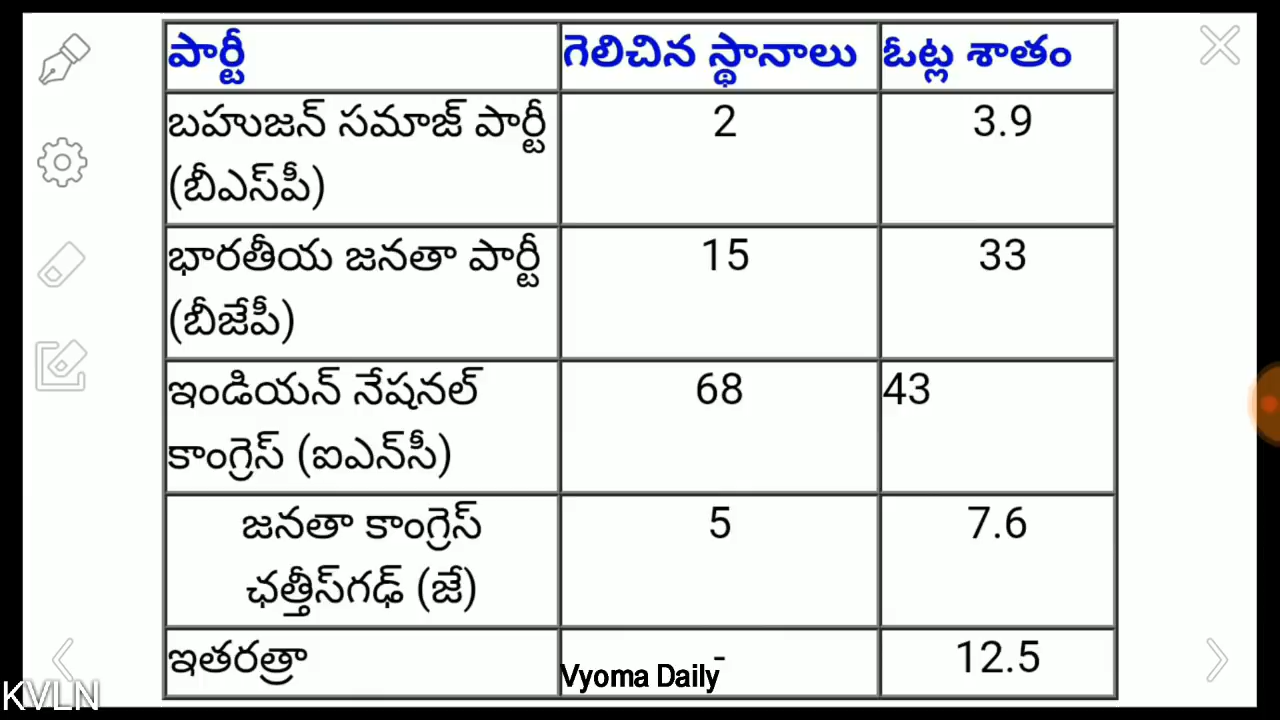 పార్టీ గెలిచిన స్థానాలు ఓట్ల శాతం
బహుజన్ సమాజ్ పార్టీ 2 3.9
(బీఎస్‌పీ)
భారతీయ జనతా పార్టీ 15 33
(బీజేపీ)
ఇండియన్ నేషనల్ 68 43
కాంగ్రెస్ (ఐఎన్‌సీ)
జనతా కాంగ్రెస్ 5 7.6
ఛత్తీస్‌గఢ్ (జే)
ఇతరత్రా - 12.5
Vyoma Daily
KVLN